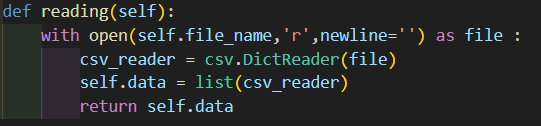 def reading(self):
    with open(self.file_name,'r',newline='') as file :
        csv_reader = csv.DictReader(file)
        self.data = list(csv_reader)
        return self.data